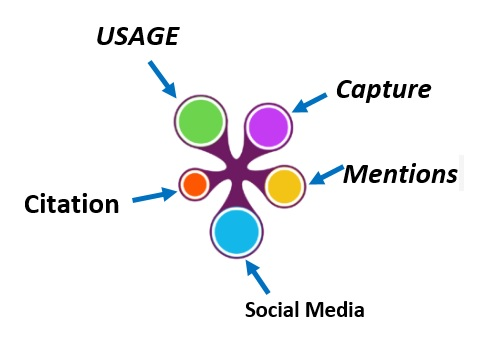 USAGE
Capture
Mentions
Citation
Social Media